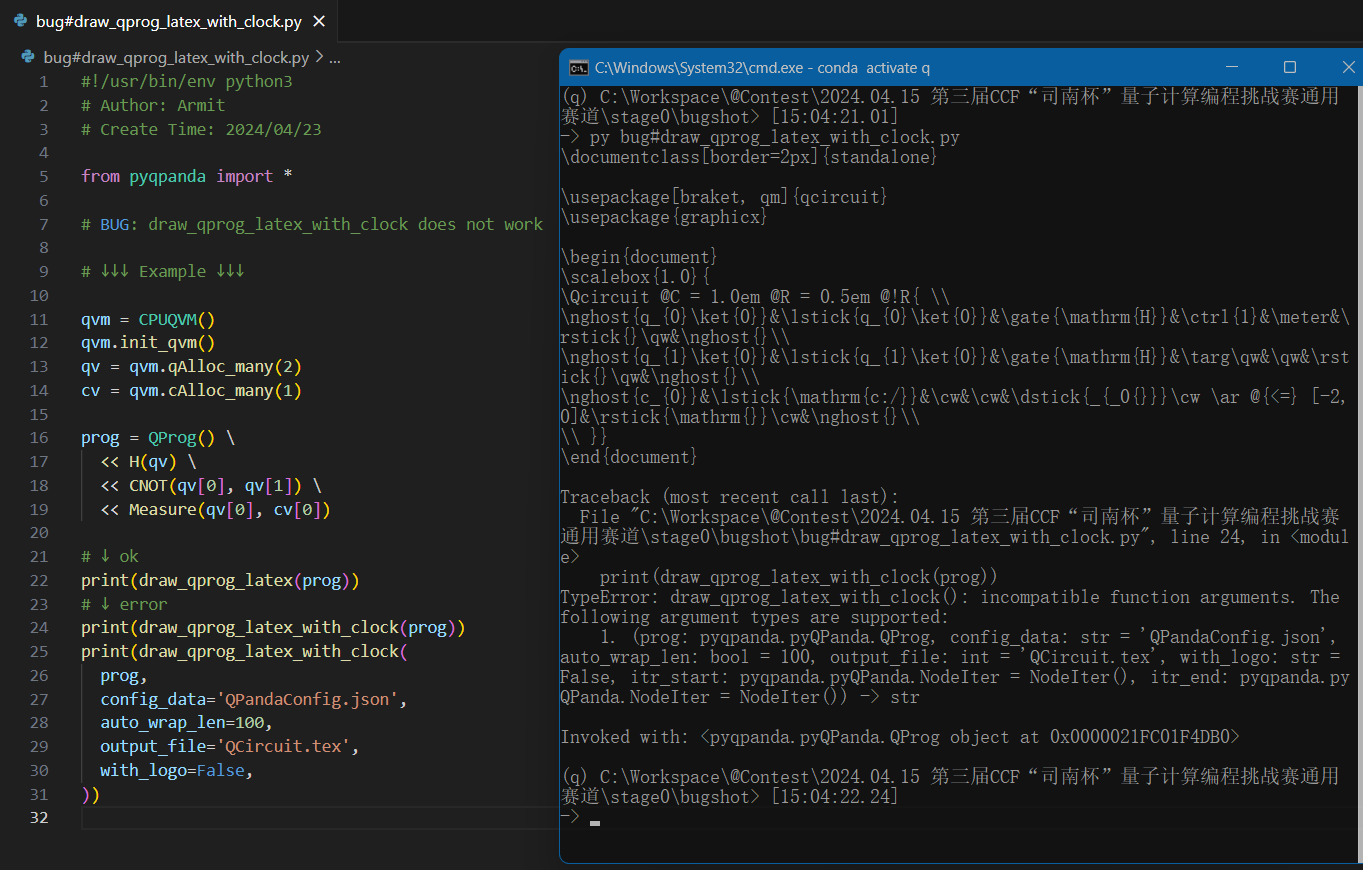 bug#draw_qprog_latex_with_clock.py
bug#draw_qprog_latex_with_clock.py > ...
1 #!/usr/bin/env python3
2 # Author: Armit
3 # Create Time: 2024/04/23
4
5 from pyqpanda import *
6
7 # BUG: draw_qprog_latex_with_clock does not work
8
9 # ↓↓↓ Example ↓↓↓
10
11 qvm = CPUQVM()
12 qvm.init_qvm()
13 qv = qvm.qAlloc_many(2)
14 cv = qvm.cAlloc_many(1)
15
16 prog = QProg() \
17 << H(qv) \
18 << CNOT(qv[0], qv[1]) \
19 << Measure(qv[0], cv[0])
20
21 # ↓ ok
22 print(draw_qprog_latex(prog))
23 # ↓ error
24 print(draw_qprog_latex_with_clock(prog))
25 print(draw_qprog_latex_with_clock(
26 prog,
27 config_data='QPandaConfig.json',
28 auto_wrap_len=100,
29 output_file='QCircuit.tex',
30 with_logo=False,
31 ))
32
C:\Windows\System32\cmd.exe - conda  activate q
(q) C:\Workspace\@Contest\2024.04.15 第三届CCF“司南杯”量子计算编程挑战赛通用
赛道\stage0\bugshot> [15:04:21.01]
-> py bug#draw_qprog_latex_with_clock.py
\documentclass[border=2px]{standalone}
\usepackage[braket, qm]{qcircuit}
\usepackage{graphicx}
\begin{document}
\scalebox{1.0}{
\Qcircuit @C = 1.0em @R = 0.5em @!R{ \\
\nghost{q_{0}\ket{0}}&\lstick{q_{0}\ket{0}}&\gate{\mathrm{H}}&\ctrl{1}&\meter&\
rstick{}\qw&\nghost{}\\
\nghost{q_{1}\ket{0}}&\lstick{q_{1}\ket{0}}&\gate{\mathrm{H}}&\targ\qw&\qw&\rst
ick{}\qw&\nghost{}\\
\nghost{c_{0}}&\lstick{\mathrm{c:/}}&\cw&\cw&\dstick{_{_0{}}}\cw \ar @{<=} [-2,
0]&\rstick{\mathrm{}}\cw&\nghost{}\\
\\ }}
\end{document}
Traceback (most recent call last):
File "C:\Workspace\@Contest\2024.04.15 第三届CCF“司南杯”量子计算编程挑战赛
通用赛道\stage0\bugshot\bug#draw_qprog_latex_with_clock.py", line 24, in <modul
e>
print(draw_qprog_latex_with_clock(prog))
TypeError: draw_qprog_latex_with_clock(): incompatible function arguments. The
following argument types are supported:
1. (prog: pyqpanda.pyQPanda.QProg, config_data: str = 'QPandaConfig.json',
auto_wrap_len: bool = 100, output_file: int = 'QCircuit.tex', with_logo: str =
False, itr_start: pyqpanda.pyQPanda.NodeIter = NodeIter(), itr_end: pyqpanda.py
QPanda.NodeIter = NodeIter()) -> str
Invoked with: <pyqpanda.pyQPanda.QProg object at 0x0000021FC01F4DB0>
(q) C:\Workspace\@Contest\2024.04.15 第三届CCF“司南杯”量子计算编程挑战赛通用
赛道\stage0\bugshot> [15:04:22.24]
->